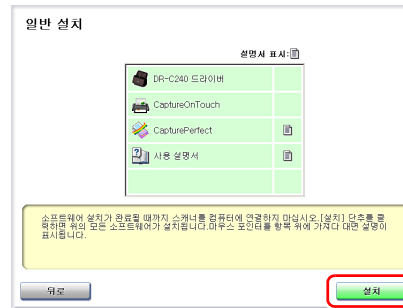 일반 설치
설명서 표시:
DR-C240 드라이버
CaptureOnTouch
CapturePerfect
사용 설명서
소프트웨어 설치가 완료될 때까지 스캐너를 컴퓨터에 연결하지 마십시오.[설치] 단추를 클
릭하면 위의 모든 소프트웨어가 설치됩니다.마우스 포인터를 항목 위에 가져다 대면 설명이
표시됩니다.
뒤로
설치